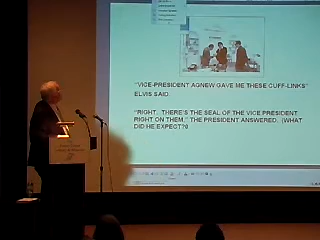 "VICE-PRESIDENT AGNEW GAVE ME THESE CUFF-LINKS"
ELVIS SAID.
"RIGHT. THERE'S THE SEAL OF THE VICE PRESIDENT
RIGHT ON THEM," THE PRESIDENT ANSWERED. (WHAT
DID HE EXPECT?8